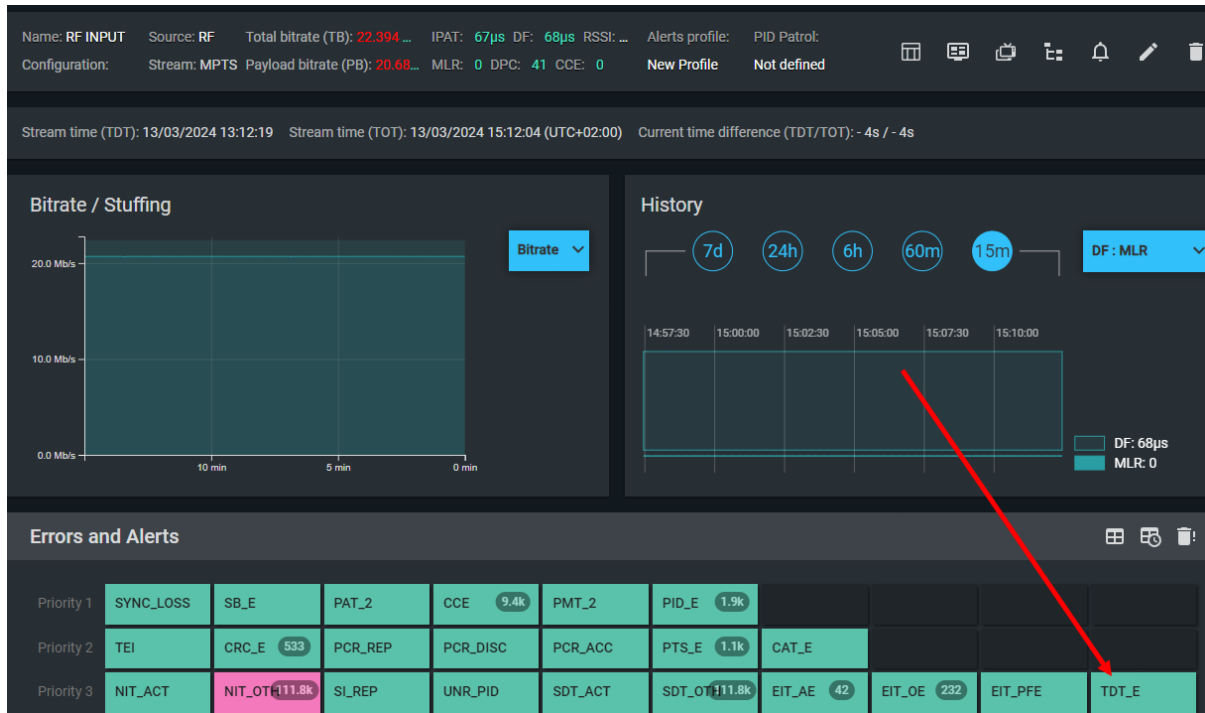 Name: RF INPUT Source: RF Total bitrate (TB): 22.394 ... IPAT: 67μs DF: 68μs RSSI: ... Alerts profile: PID Patrol:
Configuration: Stream: MPTS Payload bitrate (PB): 20.68... MLR: 0 DPC: 41 CCE: 0 New Profile Not defined
Stream time (TDT): 13/03/2024 13:12:19 Stream time (TOT): 13/03/2024 15:12:04 (UTC+02:00) Current time difference (TDT/TOT): - 4s / - 4s
Bitrate / Stuffing
Bitrate
20.0 Mb/s
10.0 Mb/s
0.0 Mb/s
10 min 5 min 0 min
History
7d 24h 6h 60m 15m DF : MLR
14:57:30 15:00:00 15:02:30 15:05:00 15:07:30 15:10:00
DF: 68μs
MLR: 0
Errors and Alerts
Priority 1 SYNC_LOSS SB_E PAT_2 CCE 9.4k PMT_2 PID_E 1.9k
Priority 2 TEI CRC_E 533 PCR_REP PCR_DISC PCR_ACC PTS_E 1.1k CAT_E
Priority 3 NIT_ACT NIT_OTH 11.8k SI_REP UNR_PID SDT_ACT SDT_OTH 11.8k EIT_AE 42 EIT_OE 232 EIT_PFE TDT_E